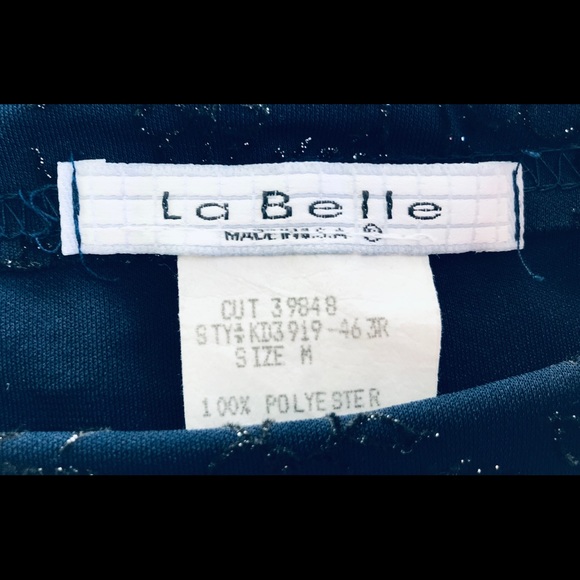 La Belle
MADE IN U.S.A.
CUT 39848
STY# KD3919-463R
SIZE M
100% POLYESTER